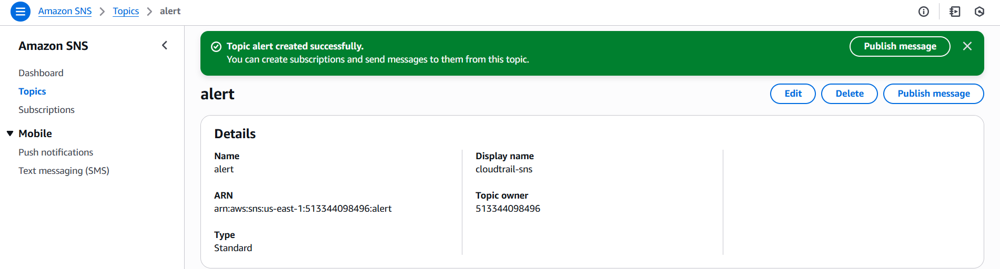 Amazon SNS > Topics > alert
Amazon SNS
Dashboard
Topics
Subscriptions
Mobile
Push notifications
Text messaging (SMS)
Topic alert created successfully.
You can create subscriptions and send messages to them from this topic.
Publish message
alert
Edit
Delete
Publish message
Details
Name
alert
ARN
arn:aws:sns:us-east-1:513344098496:alert
Type
Standard
Display name
cloudtrail-sns
Topic owner
513344098496